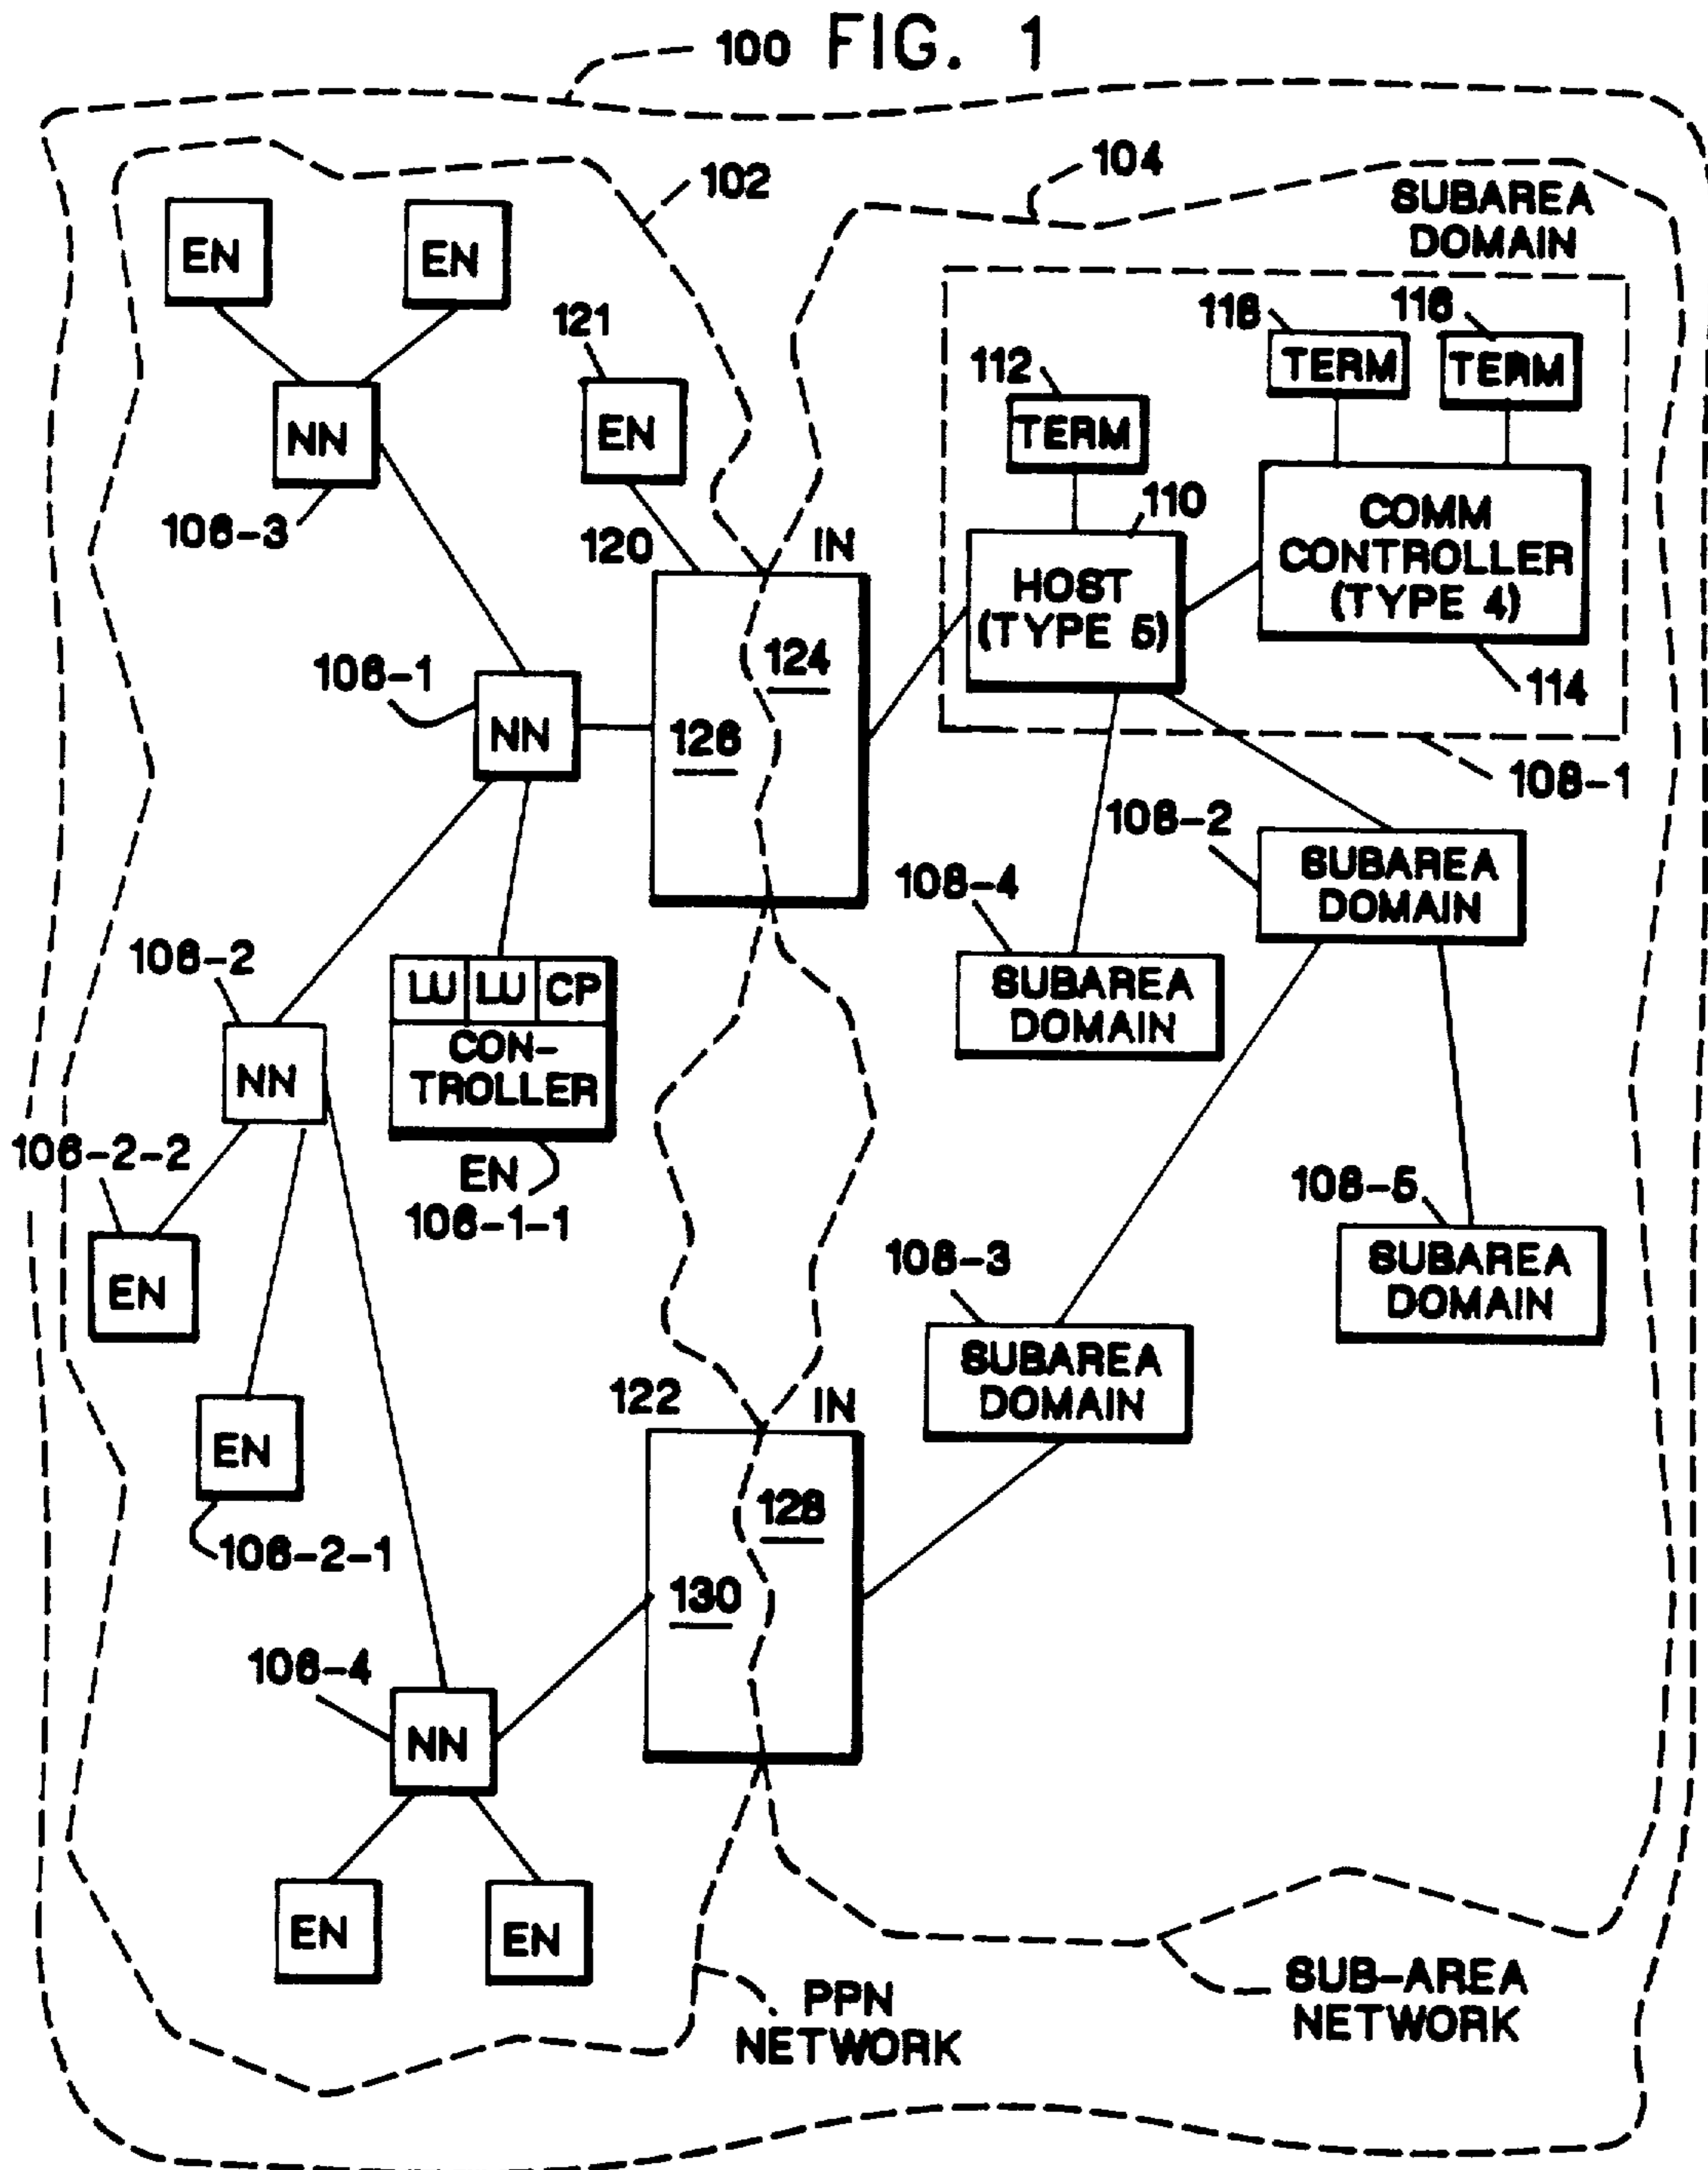 100 FIG. 1
102
104
SUBAREA
DOMAIN
EN
EN
121
118
116
TERM
TERM
112
TERM
NN
EN
110
COMM
CONTROLLER
(TYPE 4)
106-3
120
IN
HOST
(TYPE 5)
124
106-1
114
NN
126
108-1
108-2
108-4
SUBAREA
DOMAIN
106-2
LU LU CP
SUBAREA
DOMAIN
CON-
TROLLER
NN
106-2-2
EN
106-1-1
108-5
108-3
EN
SUBAREA
DOMAIN
SUBAREA
DOMAIN
122
IN
EN
128
106-2-1
130
106-4
NN
EN
EN
PPN
NETWORK
SUB-AREA
NETWORK